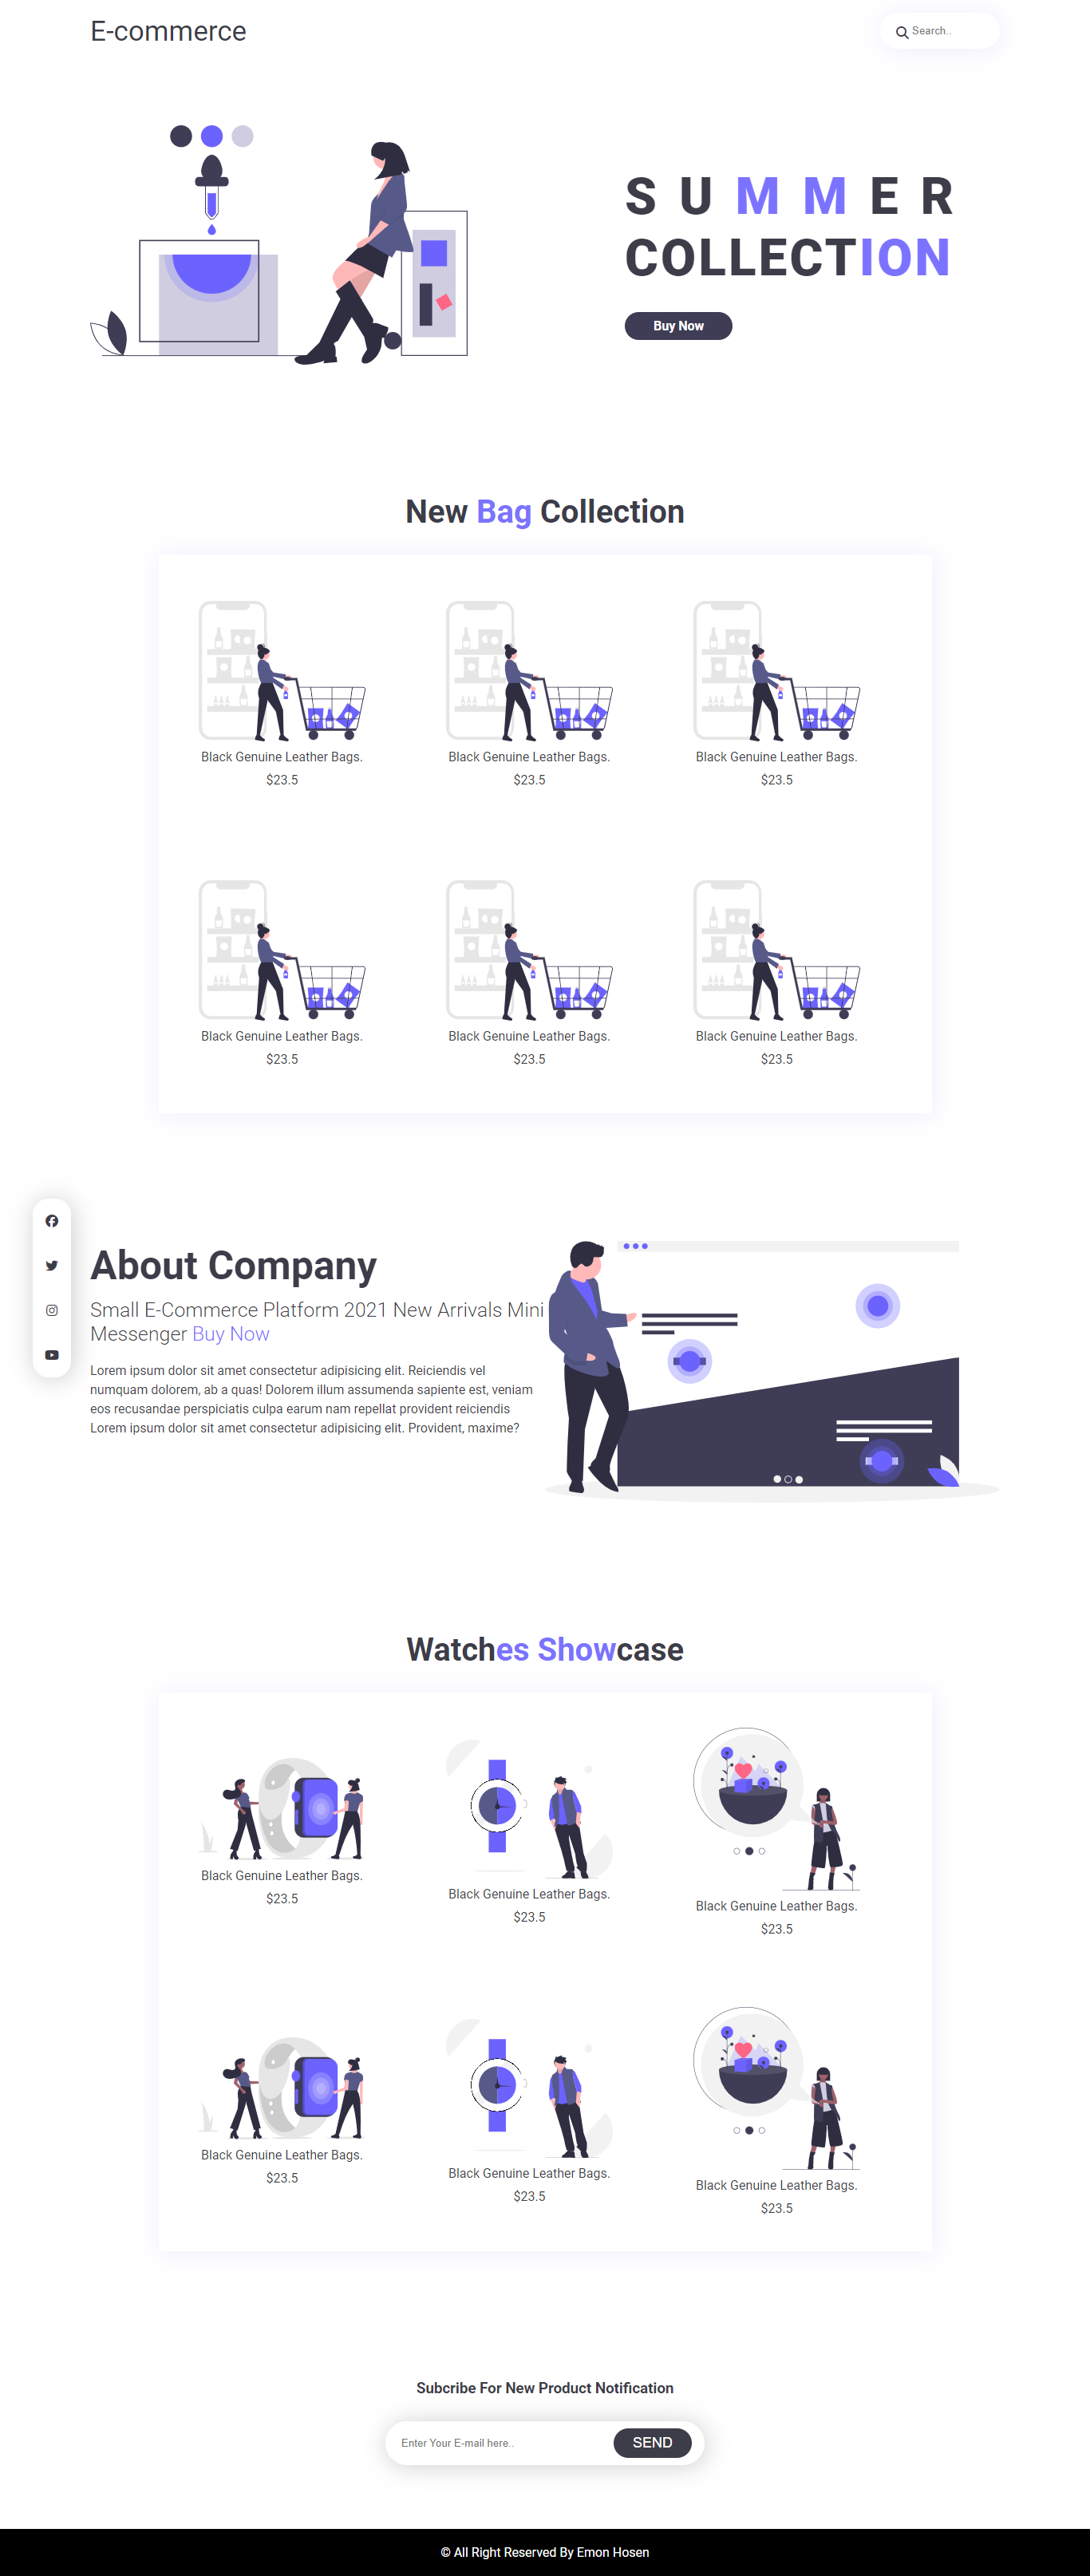 E-commerce
Search..
SUMMER
COLLECTION
Buy Now
New Bag Collection
Black Genuine Leather Bags.
$23.5
Black Genuine Leather Bags.
$23.5
Black Genuine Leather Bags.
$23.5
Black Genuine Leather Bags.
$23.5
Black Genuine Leather Bags.
$23.5
Black Genuine Leather Bags.
$23.5
About Company
Small E-Commerce Platform 2021 New Arrivals Mini
Messenger Buy Now
Lorem ipsum dolor sit amet consectetur adipisicing elit. Reiciendis vel
numquam dolorem, ab a quas! Dolorem illum assumenda sapiente est, veniam
eos recusandae perspiciatis culpa earum nam repellat provident reiciendis
Lorem ipsum dolor sit amet consectetur adipisicing elit. Provident, maxime?
Watches Showcase
Black Genuine Leather Bags.
$23.5
Black Genuine Leather Bags.
$23.5
Black Genuine Leather Bags.
$23.5
Black Genuine Leather Bags.
$23.5
Black Genuine Leather Bags.
$23.5
Black Genuine Leather Bags.
$23.5
Subcribe For New Product Notification
Enter Your E-mail here..
SEND
© All Right Reserved By Emon Hosen